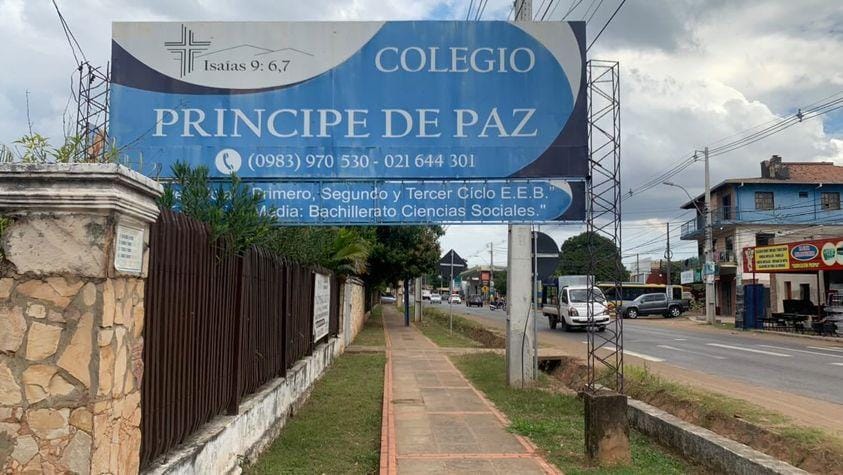 Isaías 9: 6,7
COLEGIO
PRINCIPE DE PAZ
(0983) 970 530 - 021 644 301
Primero, Segundo y Tercer Ciclo E.E.B."
Media: Bachillerato Ciencias Sociales."